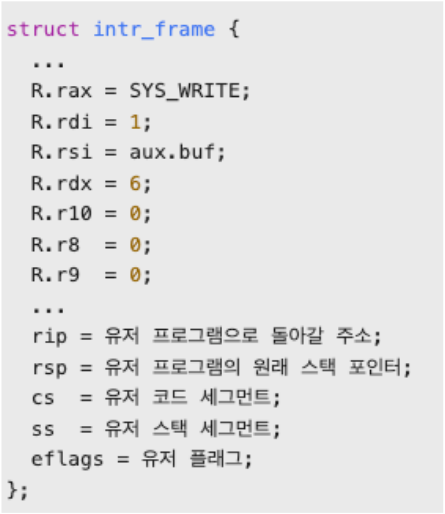 struct intr_frame {
...
R.rax = SYS_WRITE;
R.rdi = 1;
R.rsi = aux.buf;
R.rdx = 6;
R.r10 = 0;
R.r8  = 0;
R.r9  = 0;
...
rip = 유저 프로그램으로 돌아갈 주소;
rsp = 유저 프로그램의 원래 스택 포인터;
cs  = 유저 코드 세그먼트;
ss  = 유저 스택 세그먼트;
eflags = 유저 플래그;
};